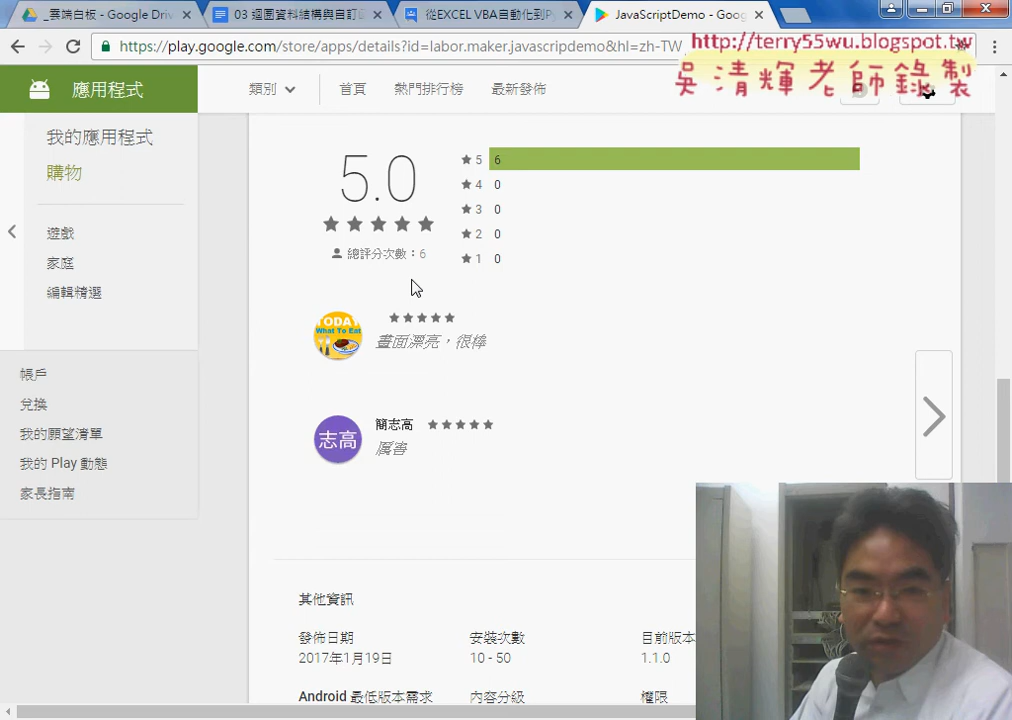 _雲端白板 - Google Driv
03 迴圈資料結構與自訂函
從EXCEL VBA自動化到Py
JavaScriptDemo - Goog
https://play.google.com/store/apps/details?id=labor.maker.javascripdemo&hl=zh-TW
http://terry55wu.blogspot.tw
吳清輝老師錄製
應用程式
類別
首頁
熱門排行榜
最新發佈
我的應用程式
購物
遊戲
家庭
編輯精選
帳戶
兌換
我的願望清單
我的 Play 動態
家長指南
5.0
總評分次數：6
★ 5 6
★ 4 0
★ 3 0
★ 2 0
★ 1 0
TODAY
What To Eat
★★★★★
畫面漂亮，很棒
志高
簡志高 ★★★★★
厲害
其他資訊
發佈日期
2017年1月19日
安裝次數
10 - 50
目前版本
1.1.0
Android 最低版本需求
內容分級
權限